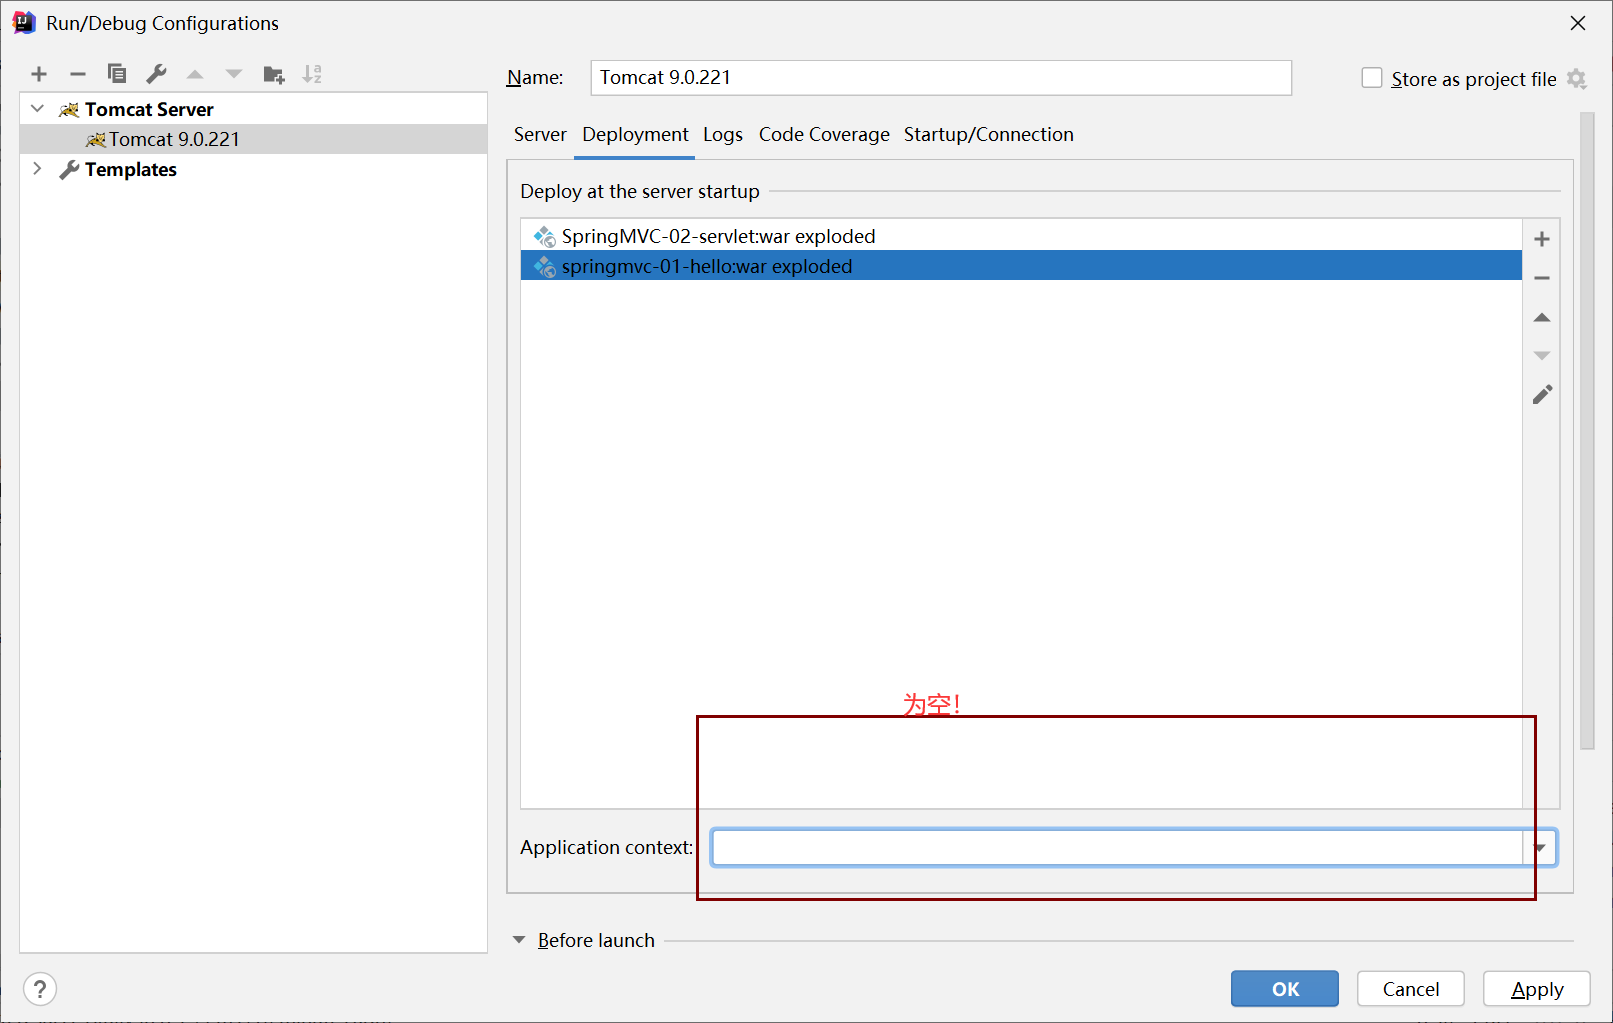 Run/Debug Configurations
Name: Tomcat 9.0.221
Store as project file
Tomcat Server
Tomcat 9.0.221
Templates
Server Deployment Logs Code Coverage Startup/Connection
Deploy at the server startup
SpringMVC-02-servlet:war exploded
springmvc-01-hello:war exploded
为空！
Application context:
Before launch
?
OK Cancel Apply